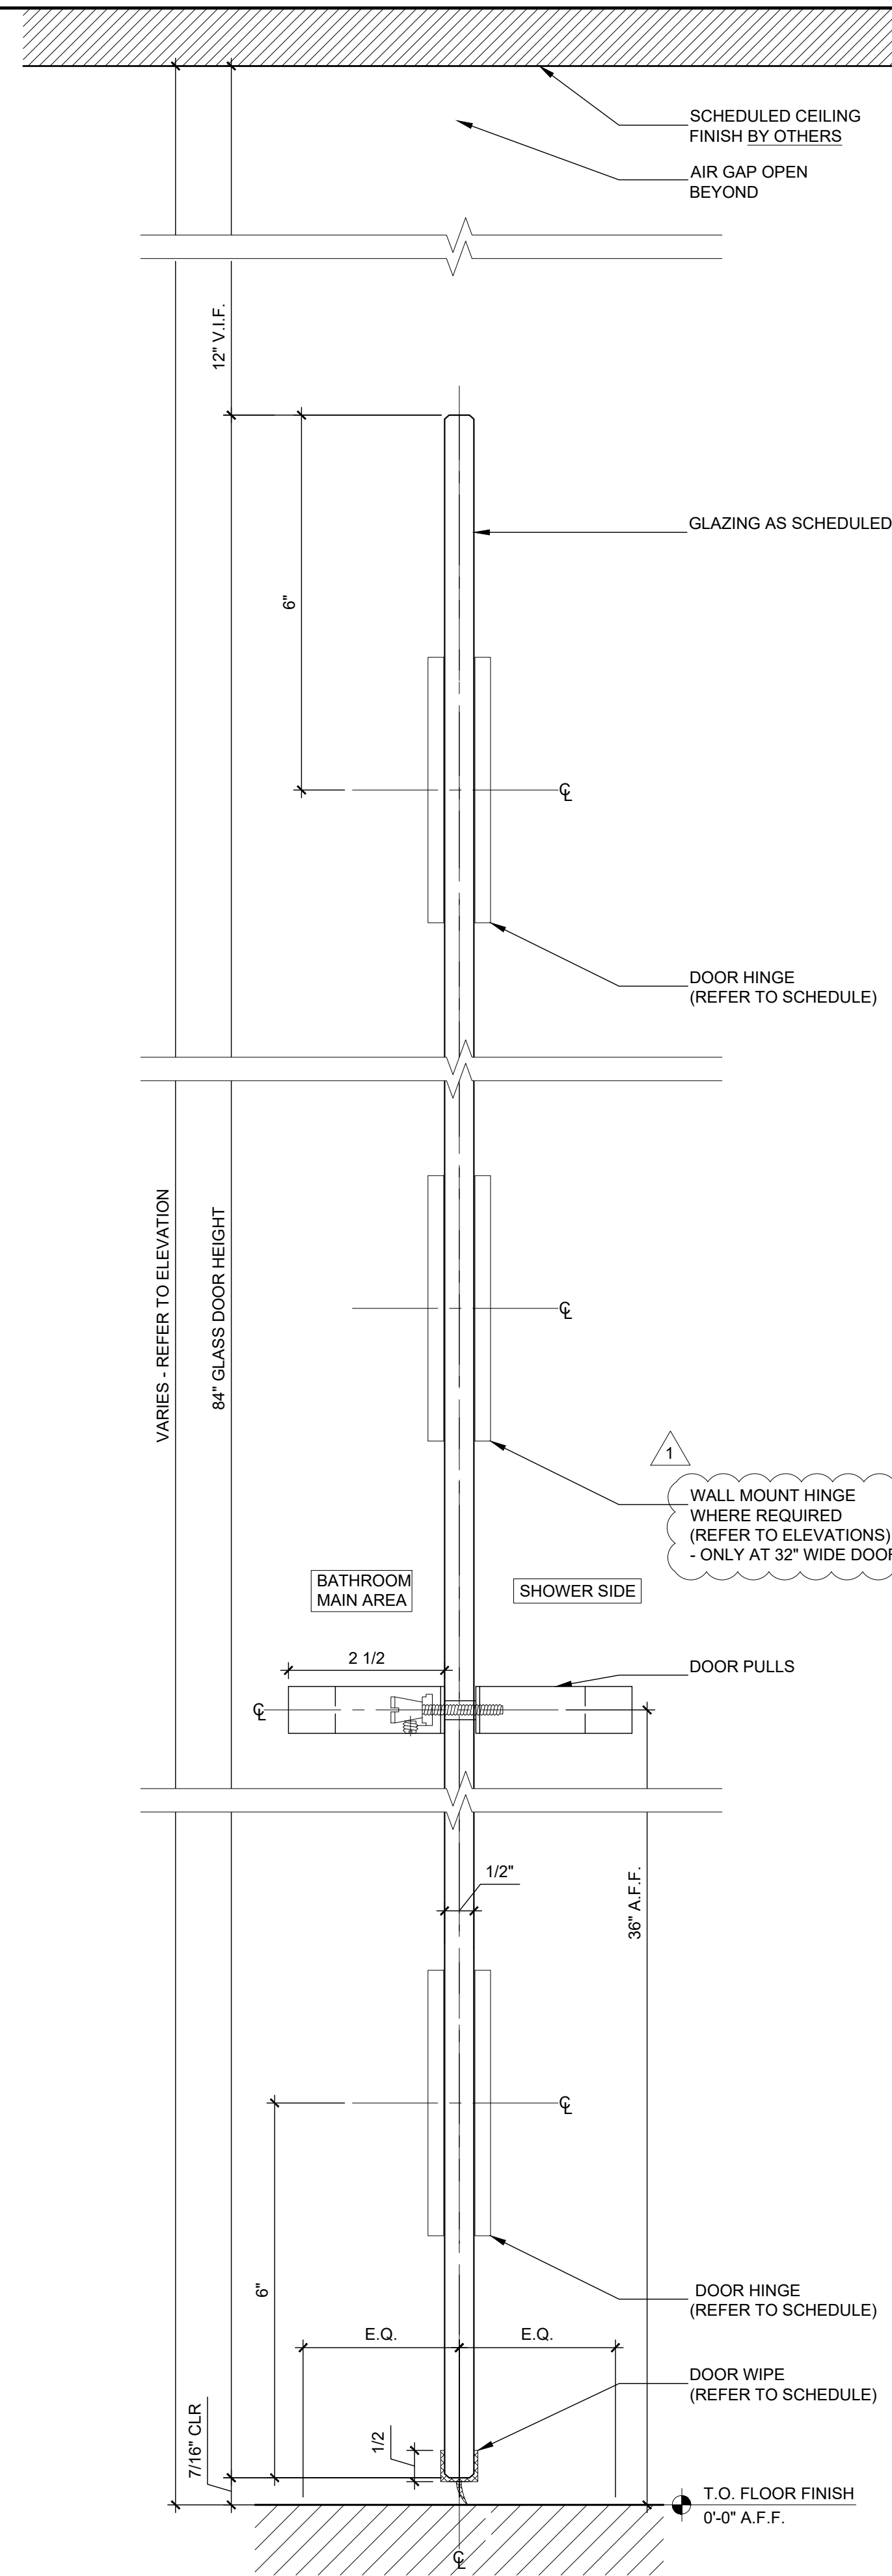 SCHEDULED CEILING
FINISH BY OTHERS
AIR GAP OPEN
BEYOND
12" V.I.F.
GLAZING AS SCHEDULED
6"
℄
DOOR HINGE
(REFER TO SCHEDULE)
VARIES - REFER TO ELEVATION
84" GLASS DOOR HEIGHT
℄
1
WALL MOUNT HINGE
WHERE REQUIRED
(REFER TO ELEVATIONS)
- ONLY AT 32" WIDE DOOR
BATHROOM
MAIN AREA
SHOWER SIDE
2 1/2
DOOR PULLS
℄
1/2"
36" A.F.F.
℄
6"
DOOR HINGE
(REFER TO SCHEDULE)
E.Q.
E.Q.
DOOR WIPE
(REFER TO SCHEDULE)
7/16" CLR
1/2
T.O. FLOOR FINISH
0'-0" A.F.F.
℄